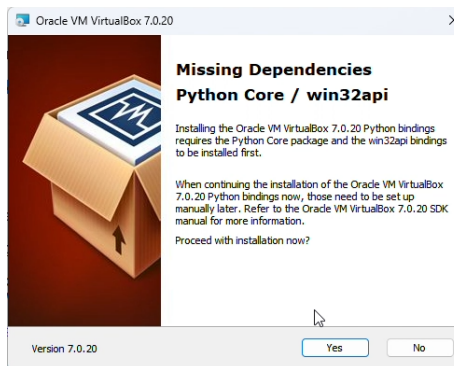 Oracle VM VirtualBox 7.0.20
Missing Dependencies
Python Core / win32api
Installing the Oracle VM VirtualBox 7.0.20 Python bindings
requires the Python Core package and the win32api bindings
to be installed first.
When continuing the installation of the Oracle VM VirtualBox
7.0.20 Python bindings now, those need to be set up
manually later. Refer to the Oracle VM VirtualBox 7.0.20 SDK
manual for more information.
Proceed with installation now?
Version 7.0.20
Yes
No